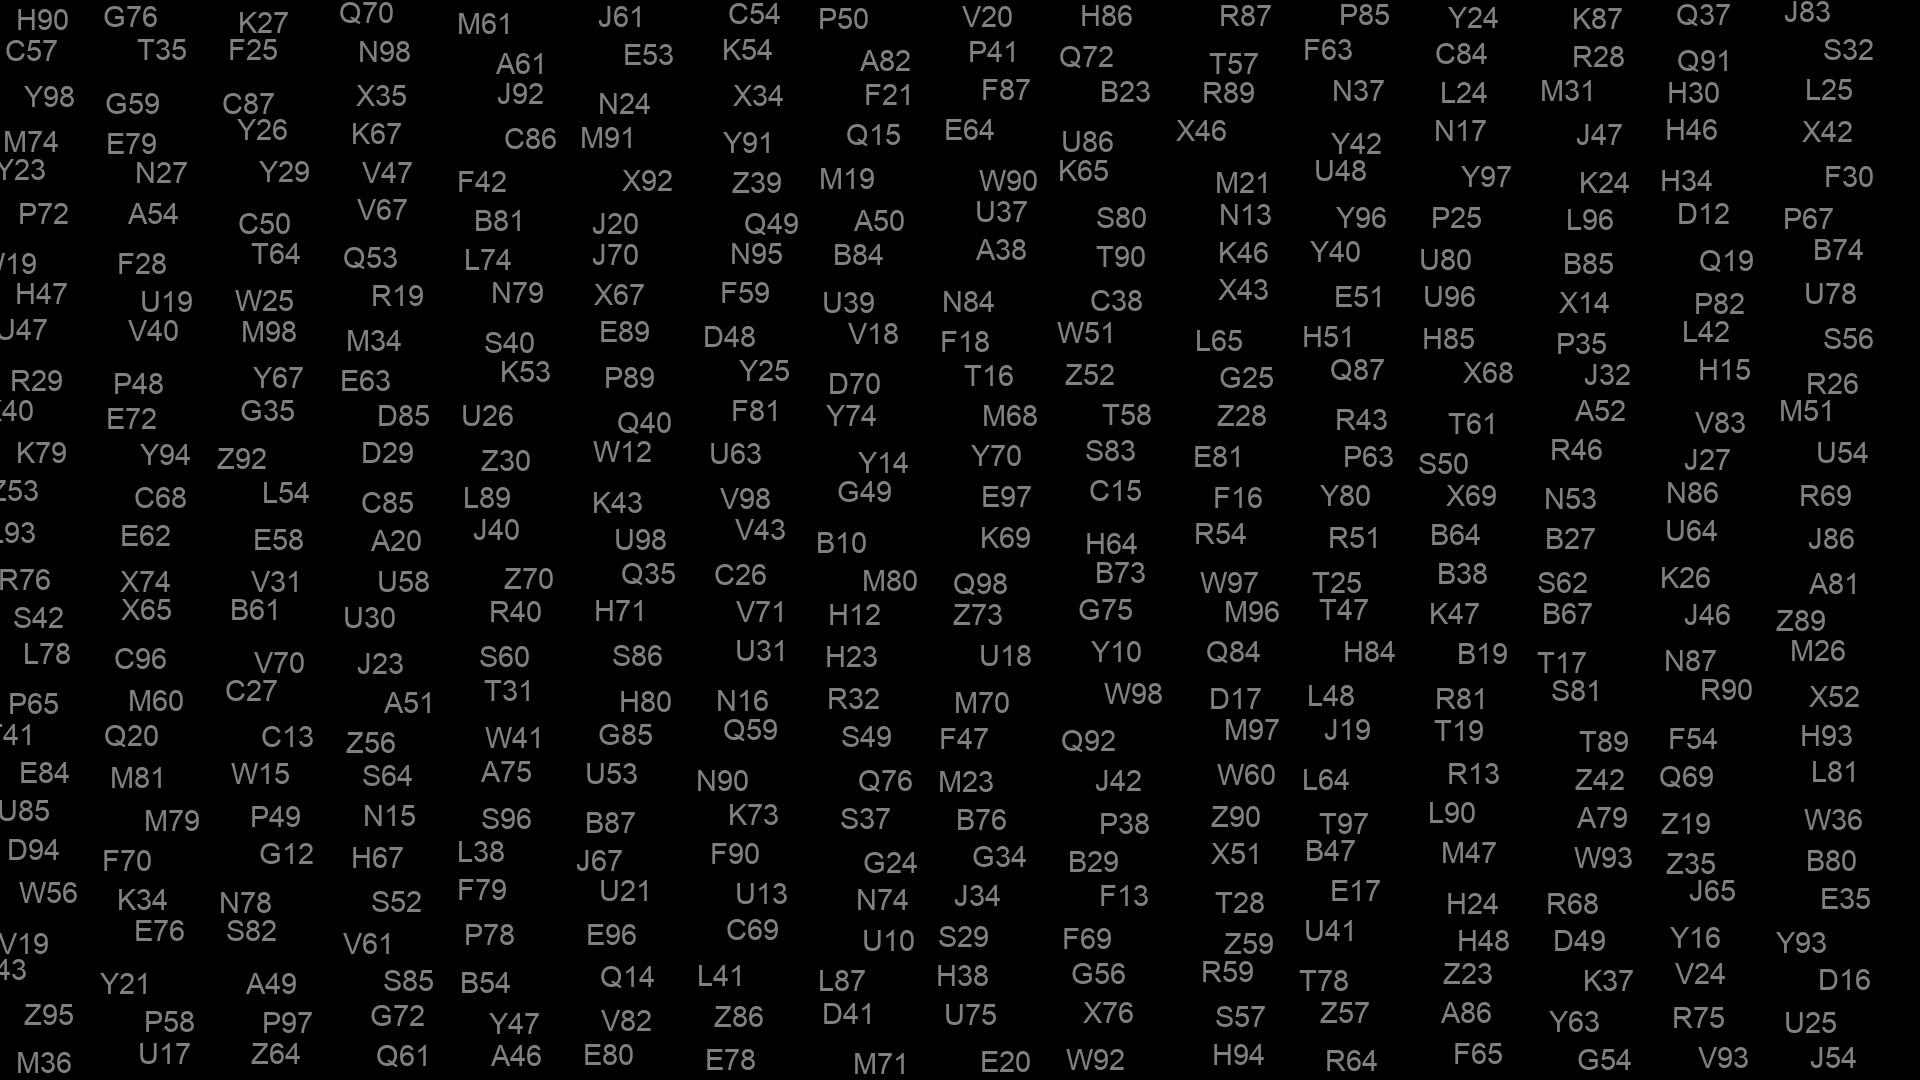 H90 G76 K27 Q70 M61 J61 C54 P50 V20 H86 R87 P85 Y24 K87 Q37 J83
C57 T35 F25 N98 A61 E53 K54 A82 P41 Q72 T57 F63 C84 R28 Q91 S32
Y98 G59 C87 X35 J92 N24 X34 F21 F87 B23 R89 N37 L24 M31 H30 L25
M74 E79 Y26 K67 C86 M91 Y91 Q15 E64 U86 X46 Y42 N17 J47 H46 X42
Y23 N27 Y29 V47 F42 X92 Z39 M19 W90 K65 M21 U48 Y97 K24 H34 F30
P72 A54 C50 V67 B81 J20 Q49 A50 U37 S80 N13 Y96 P25 L96 D12 P67
F28 T64 Q53 L74 J70 N95 B84 A38 T90 K46 Y40 U80 B85 Q19 B74
H47 U19 W25 R19 N79 X67 F59 U39 N84 C38 X43 E51 U96 X14 P82 U78
U47 V40 M98 M34 S40 E89 D48 V18 F18 W51 L65 H51 H85 P35 L42 S56
R29 P48 Y67 E63 K53 P89 Y25 D70 T16 Z52 G25 Q87 X68 J32 H15 R26
E72 G35 D85 U26 Q40 F81 Y74 M68 T58 Z28 R43 T61 A52 V83 M51
K79 Y94 Z92 D29 Z30 W12 U63 Y14 Y70 S83 E81 P63 S50 R46 J27 U54
Z53 C68 L54 C85 L89 K43 V98 G49 E97 C15 F16 Y80 X69 N53 N86 R69
E62 E58 A20 J40 U98 V43 B10 K69 H64 R54 R51 B64 B27 U64 J86
R76 X74 V31 U58 Z70 Q35 C26 M80 Q98 B73 W97 T25 B38 S62 K26 A81
S42 X65 B61 U30 R40 H71 V71 H12 Z73 G75 M96 T47 K47 B67 J46 Z89
L78 C96 V70 J23 S60 S86 U31 H23 U18 Y10 Q84 H84 B19 T17 N87 M26
P65 M60 C27 A51 T31 H80 N16 R32 M70 W98 D17 L48 R81 S81 R90 X52
Q20 C13 Z56 W41 G85 Q59 S49 F47 Q92 M97 J19 T19 T89 F54 H93
E84 M81 W15 S64 A75 U53 N90 Q76 M23 J42 W60 L64 R13 Z42 Q69 L81
U85 M79 P49 N15 S96 B87 K73 S37 B76 P38 Z90 T97 L90 A79 Z19 W36
D94 F70 G12 H67 L38 J67 F90 G24 G34 B29 X51 B47 M47 W93 Z35 B80
W56 K34 N78 S52 F79 U21 U13 N74 J34 F13 T28 E17 H24 R68 J65 E35
V19 E76 S82 V61 P78 E96 C69 U10 S29 F69 Z59 U41 H48 D49 Y16 Y93
Y21 A49 S85 B54 Q14 L41 L87 H38 G56 R59 T78 Z23 K37 V24 D16
Z95 P58 P97 G72 Y47 V82 Z86 D41 U75 X76 S57 Z57 A86 Y63 R75 U25
M36 U17 Z64 Q61 A46 E80 E78 M71 E20 W92 H94 R64 F65 G54 V93 J54